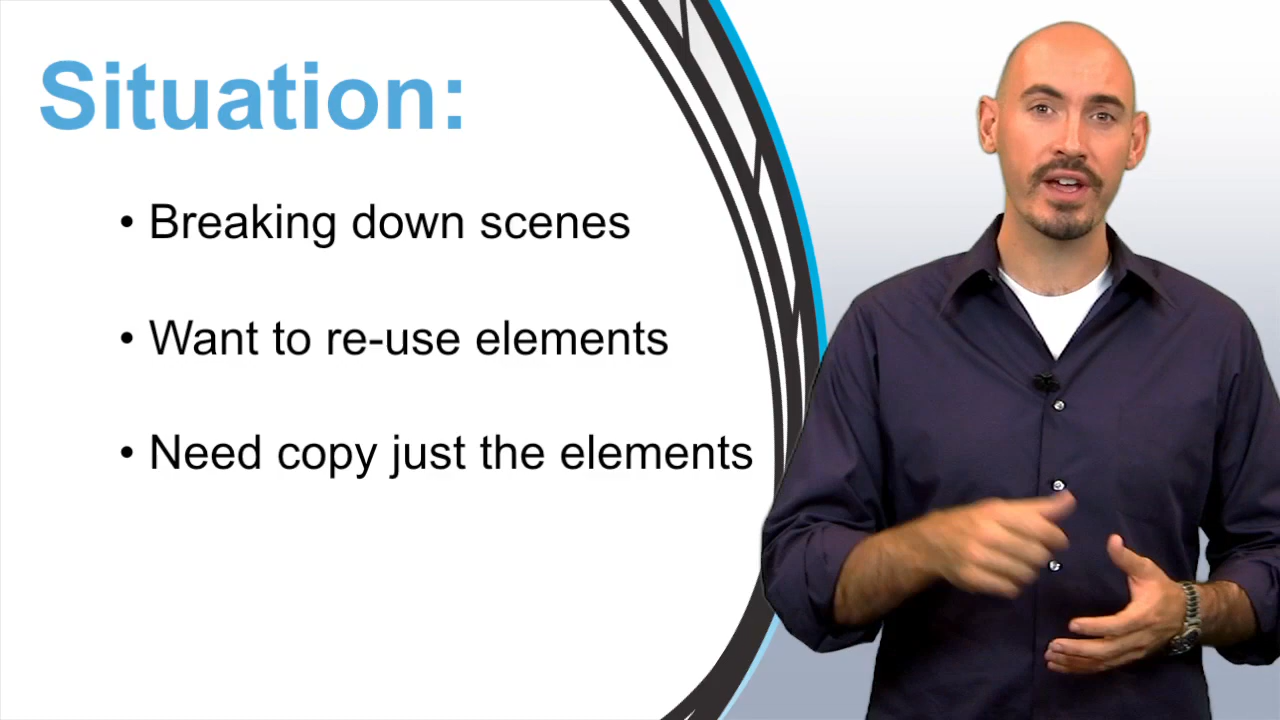 Situation:
• Breaking down scenes
• Want to re-use elements
• Need copy just the elements